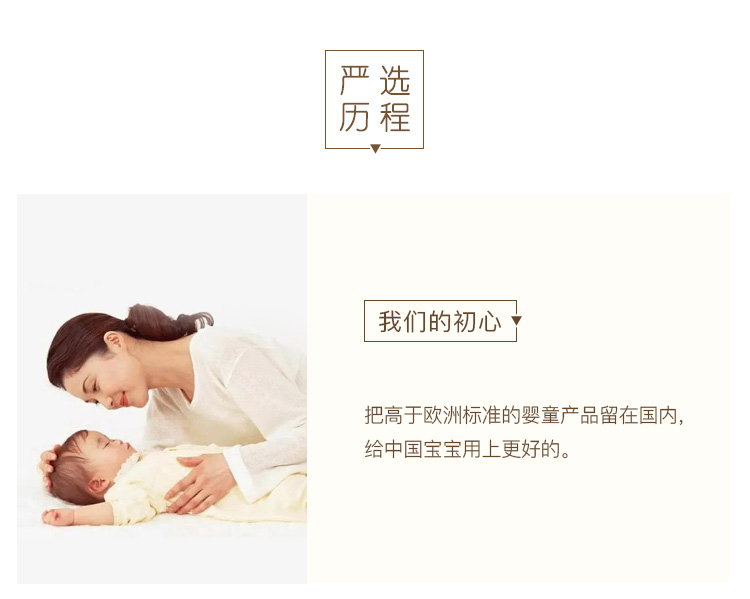 严选
历程
我们的初心
把高于欧洲标准的婴童产品留在国内,
给中国宝宝用上更好的。